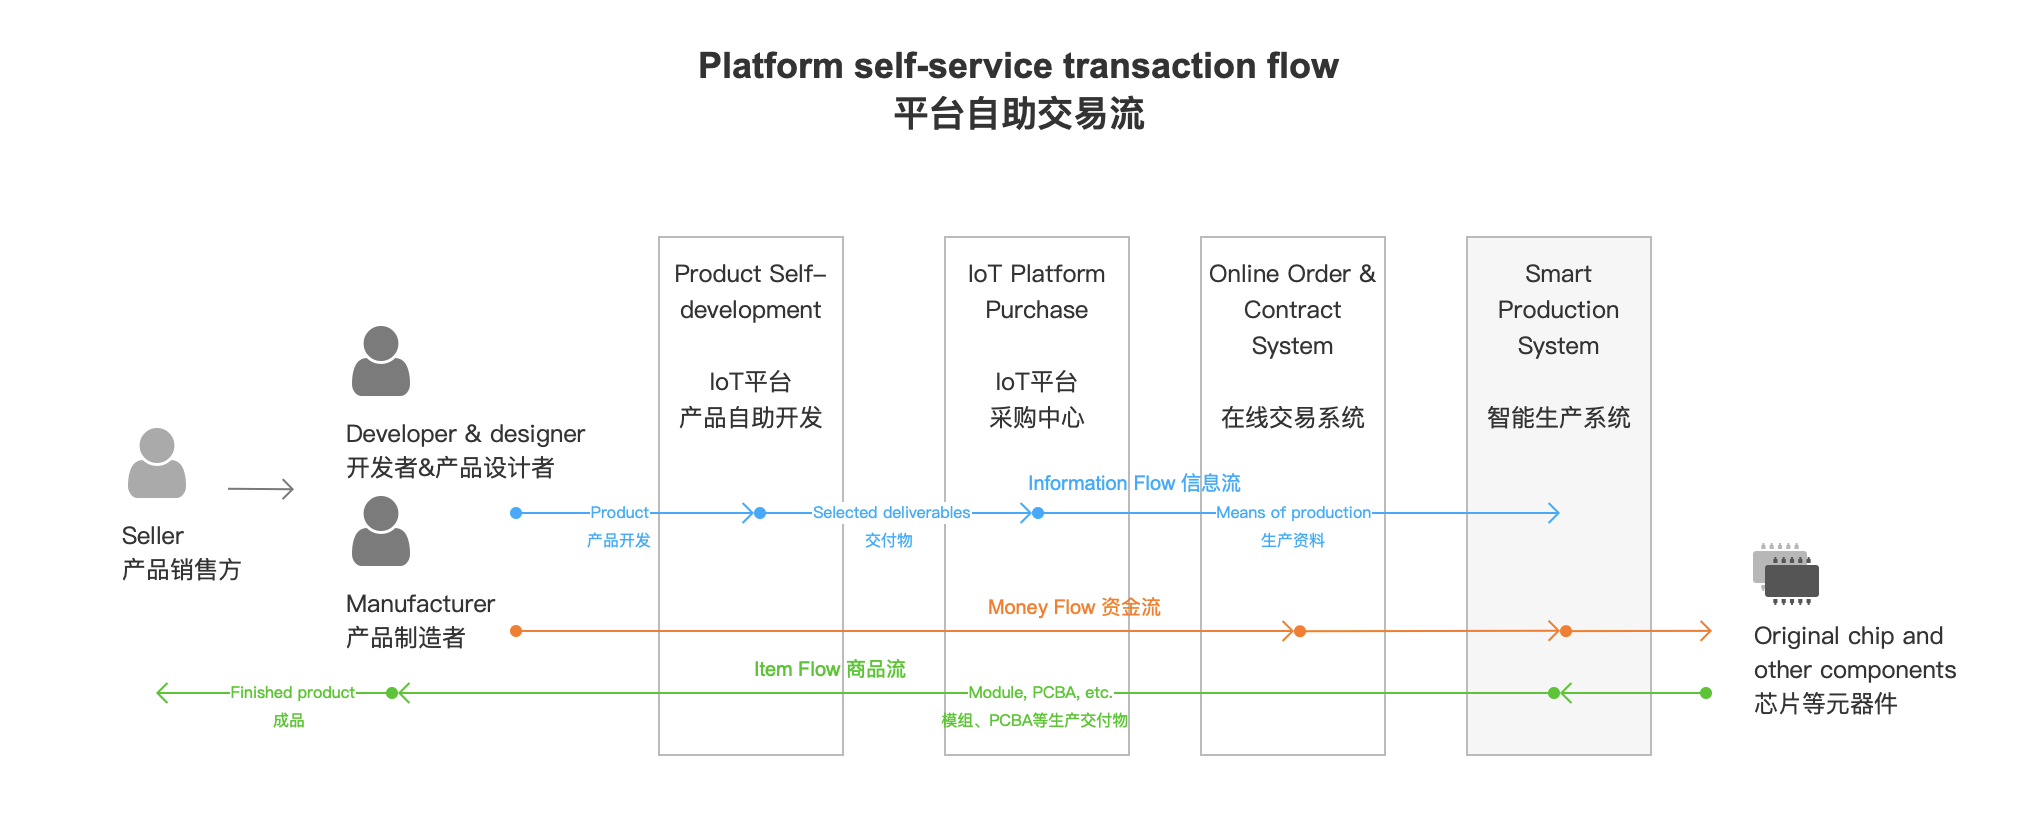 Platform self-service transaction flow
平台自助交易流
Product Self-
development
IoT平台
产品自助开发
IoT Platform
Purchase
IoT平台
采购中心
Online Order &
Contract
System
在线交易系统
Smart
Production
System
智能生产系统
Developer & designer
开发者&产品设计者
Seller
产品销售方
Manufacturer
产品制造者
Information Flow 信息流
Product
产品开发
Selected deliverables
交付物
Means of production
生产资料
Money Flow 资金流
Original chip and
other components
芯片等元器件
Item Flow 商品流
Finished product
成品
Module, PCBA, etc.
模组、PCBA等生产交付物